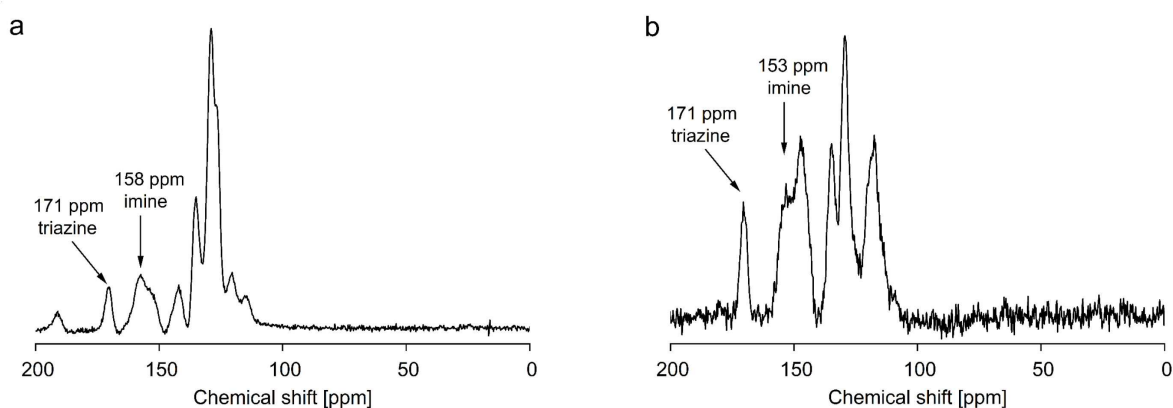 a
171 ppm
triazine
158 ppm
imine
200
150
100
50
0
Chemical shift [ppm]
b
171 ppm
triazine
153 ppm
imine
200
150
100
50
0
Chemical shift [ppm]